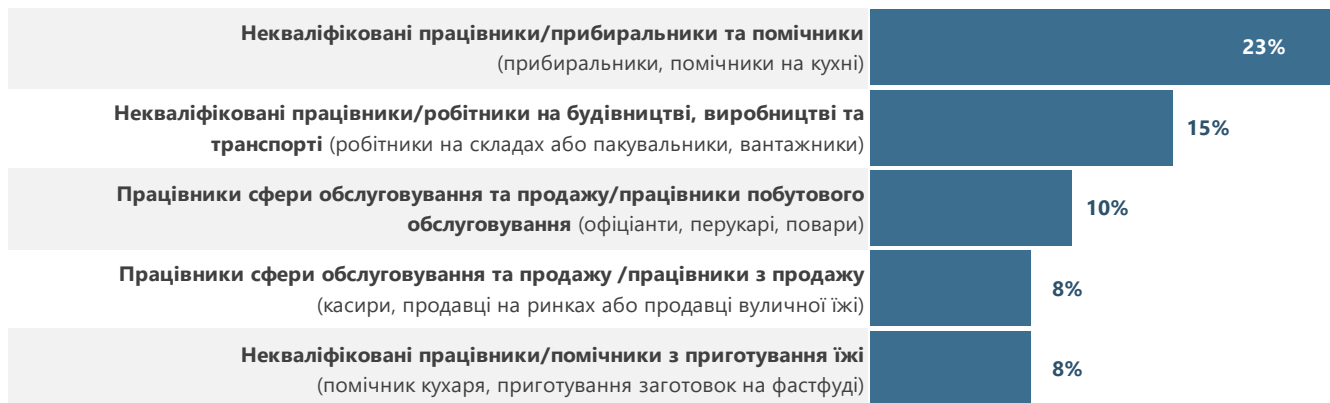 Некваліфіковані працівники/прибиральники та помічники
(прибиральники, помічники на кухні)
23%
Некваліфіковані працівники/робітники на будівництві, виробництві та
транспорті (робітники на складах або пакувальники, вантажники)
15%
Працівники сфери обслуговування та продажу/працівники побутового
обслуговування (офіціанти, перукарі, повари)
10%
Працівники сфери обслуговування та продажу /працівники з продажу
(касири, продавці на ринках або продавці вуличної їжі)
8%
Некваліфіковані працівники/помічники з приготування їжі
(помічник кухаря, приготування заготовок на фастфуді)
8%